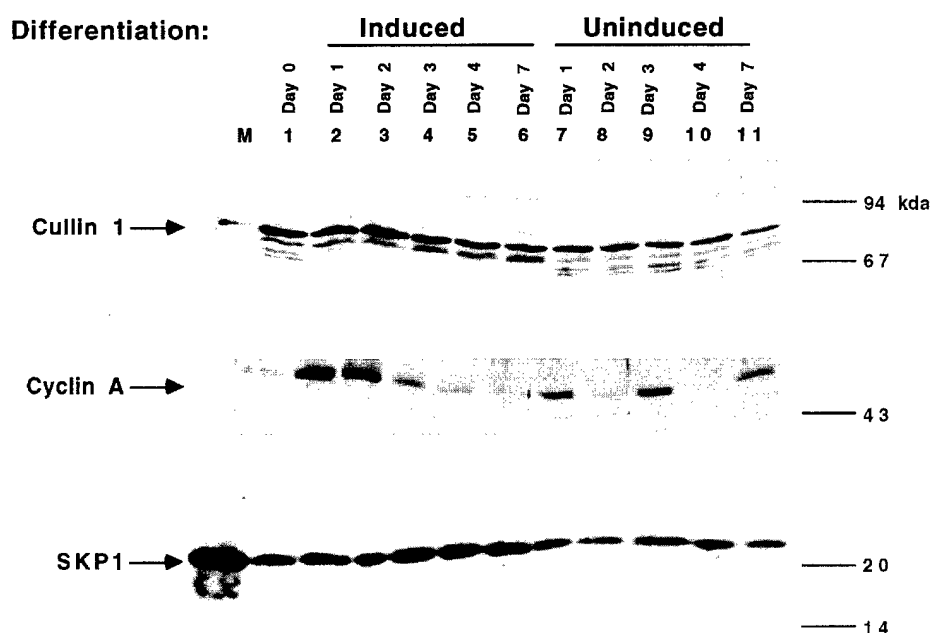 Differentiation: Induced Uninduced
Day 0 Day 1 Day 2 Day 3 Day 4 Day 7 Day 1 Day 2 Day 3 Day 4 Day 7
M 1 2 3 4 5 6 7 8 9 10 11
94 kda
Cullin 1
67
Cyclin A
43
SKP1
20
14